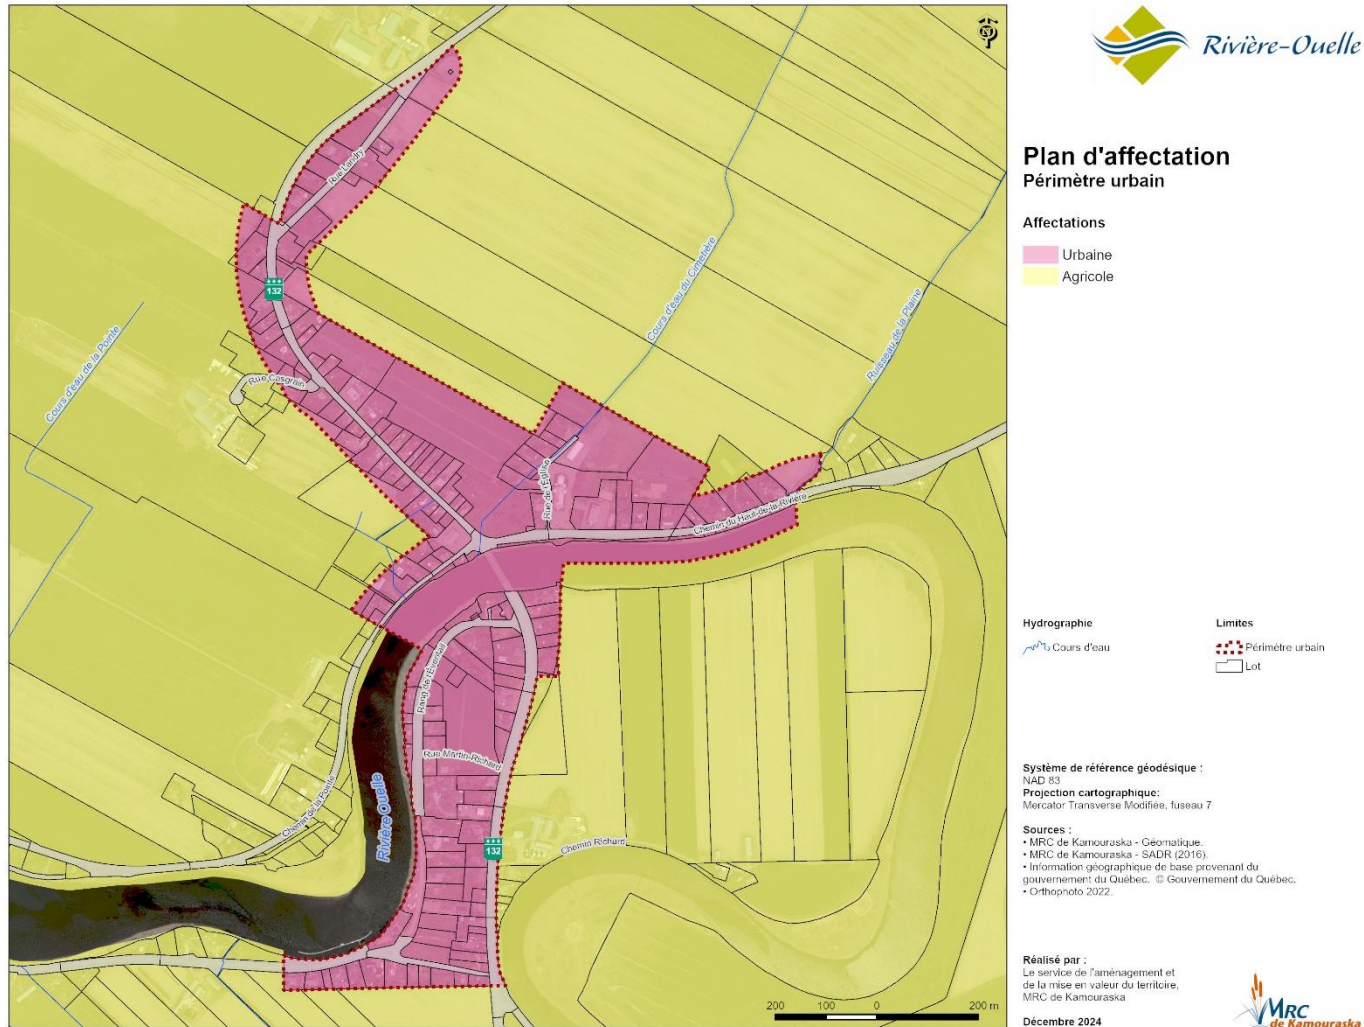 Rivière-Ouelle
Plan d'affectation
Périmètre urbain
Affectations
Urbaine
Agricole
Rue Landry
132
Cours d'eau du Cimetière
Ruisseau de la Plaine
Cours d'eau de la Pointe
Rue Casgrain
Rue de l'Église
Chemin du Haut-de-la-Rivière
Rang de l'Éventail
Rue Martin-Richard
Chemin de la Pointe
Rivière Ouelle
132
Chemin Richard
200 100 0 200 m
Hydrographie
Cours d'eau
Limites
Périmètre urbain
Lot
Système de référence géodésique :
NAD 83
Projection cartographique:
Mercator Transverse Modifiée, fuseau 7
Sources :
• MRC de Kamouraska - Géomatique.
• MRC de Kamouraska - SADR (2016).
• Information géographique de base provenant du
gouvernement du Québec. © Gouvernement du Québec.
• Orthophoto 2022.
Réalisé par :
Le service de l'aménagement et
de la mise en valeur du territoire,
MRC de Kamouraska
Décembre 2024
MRC
de Kamouraska